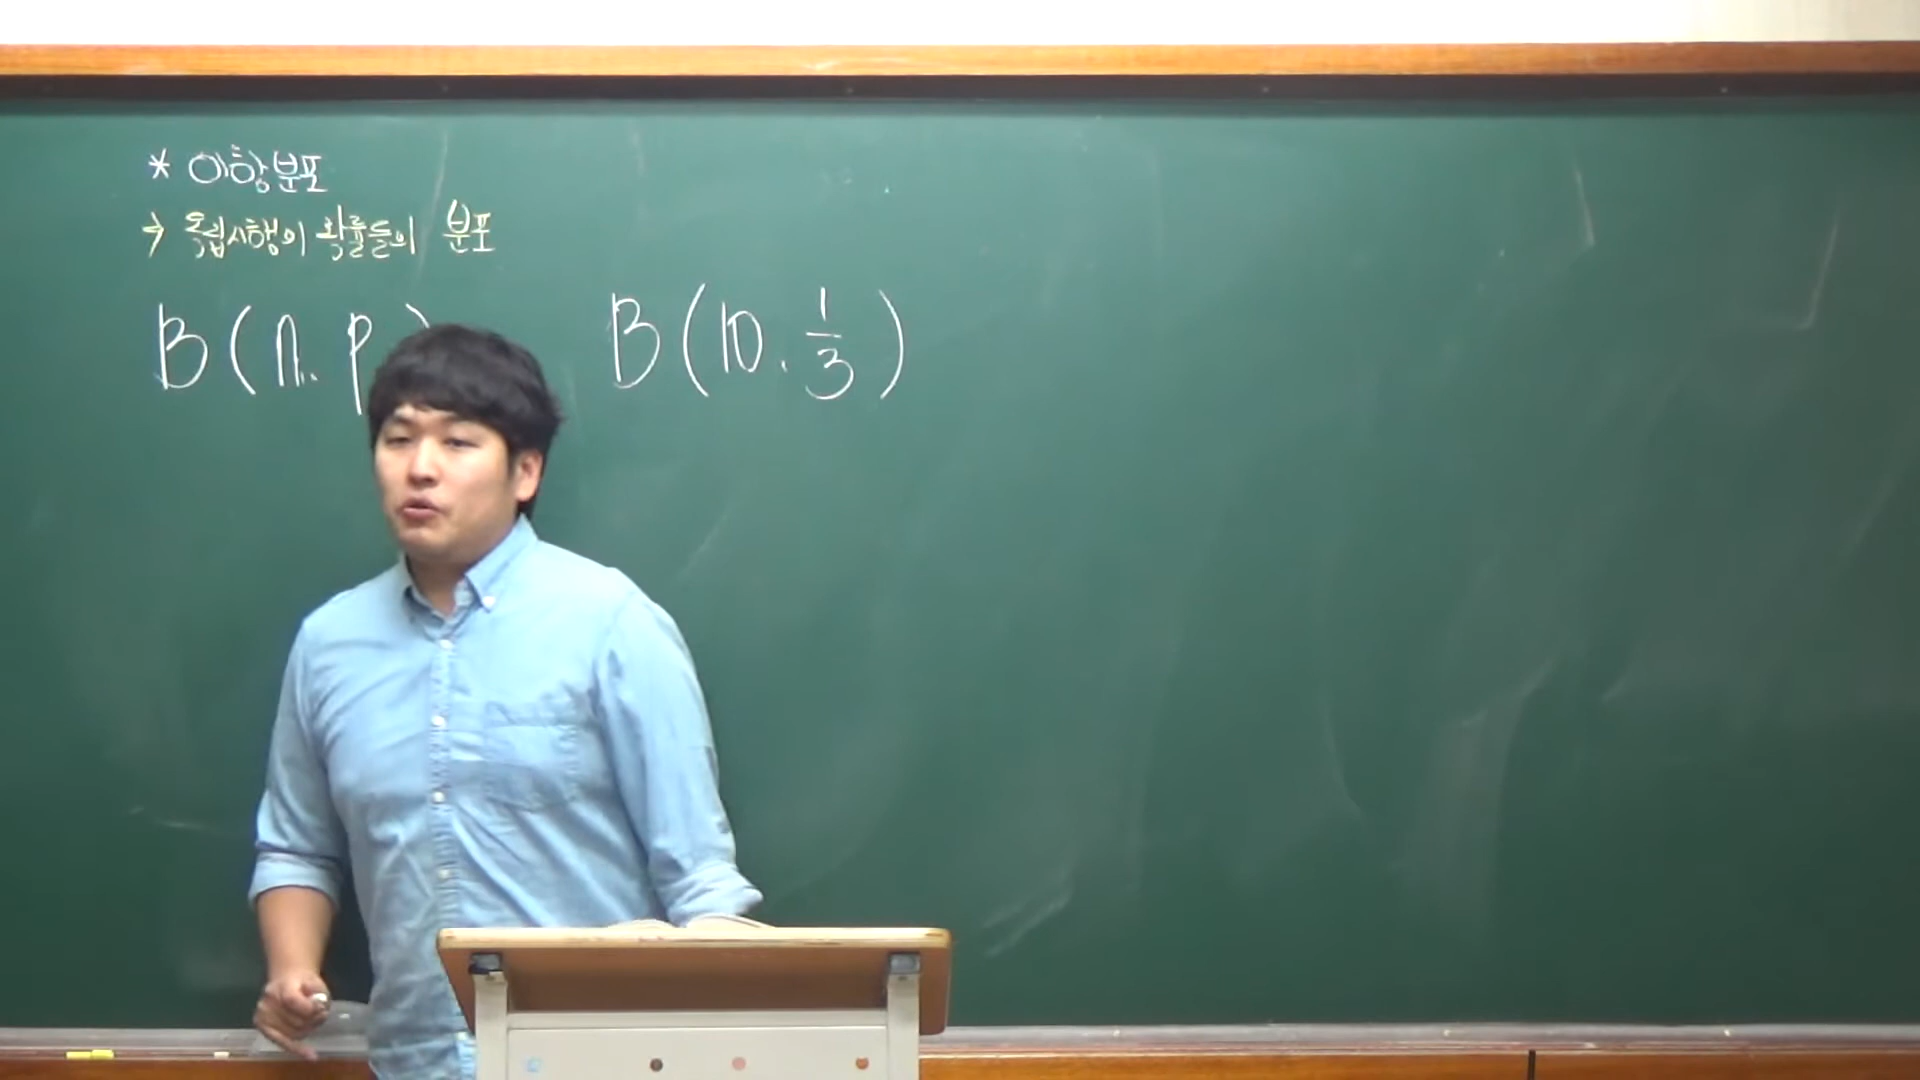 * 이항분포
→ 독립시행의 확률들의 분포
B(n. p) B(10. 1/3)